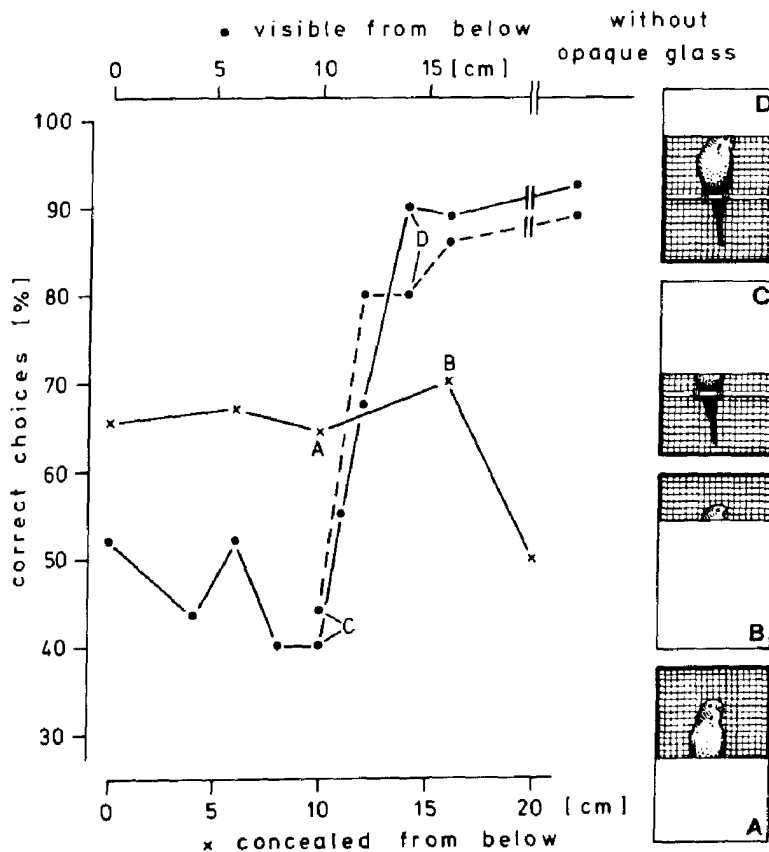 • visible from below
without
opaque glass
0 5 10 15 [cm]
correct choices [%]
100
90
80
70
60
50
40
30
D
B
A
C
D
C
B
A
0 5 10 15 20 [cm]
x concealed from below